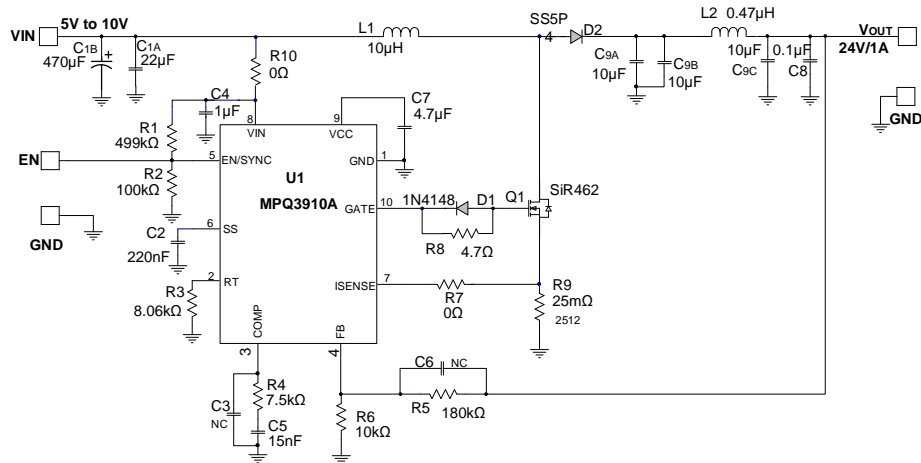 VIN
5V to 10V
C1B
470µF
C1A
22µF
R10
0Ω
L1
10µH
SS5P
4
D2
L2 0.47µH
C9A
10µF
C9B
10µF
10µF
C9C
0.1µF
C8
VOUT
24V/1A
GND
C4
1µF
R1
499kΩ
EN
R2
100kΩ
GND
C2
220nF
R3
8.06kΩ
8
VIN
9
VCC
C7
4.7µF
5
EN/SYNC
GND
1
U1
MPQ3910A
GATE
10
1N4148
D1
R8
4.7Ω
Q1
SiR462
6
SS
2
RT
ISENSE
7
R7
0Ω
R9
25mΩ
2512
COMP
3
FB
4
C3
NC
R4
7.5kΩ
C5
15nF
R6
10kΩ
C6
NC
R5
180kΩ